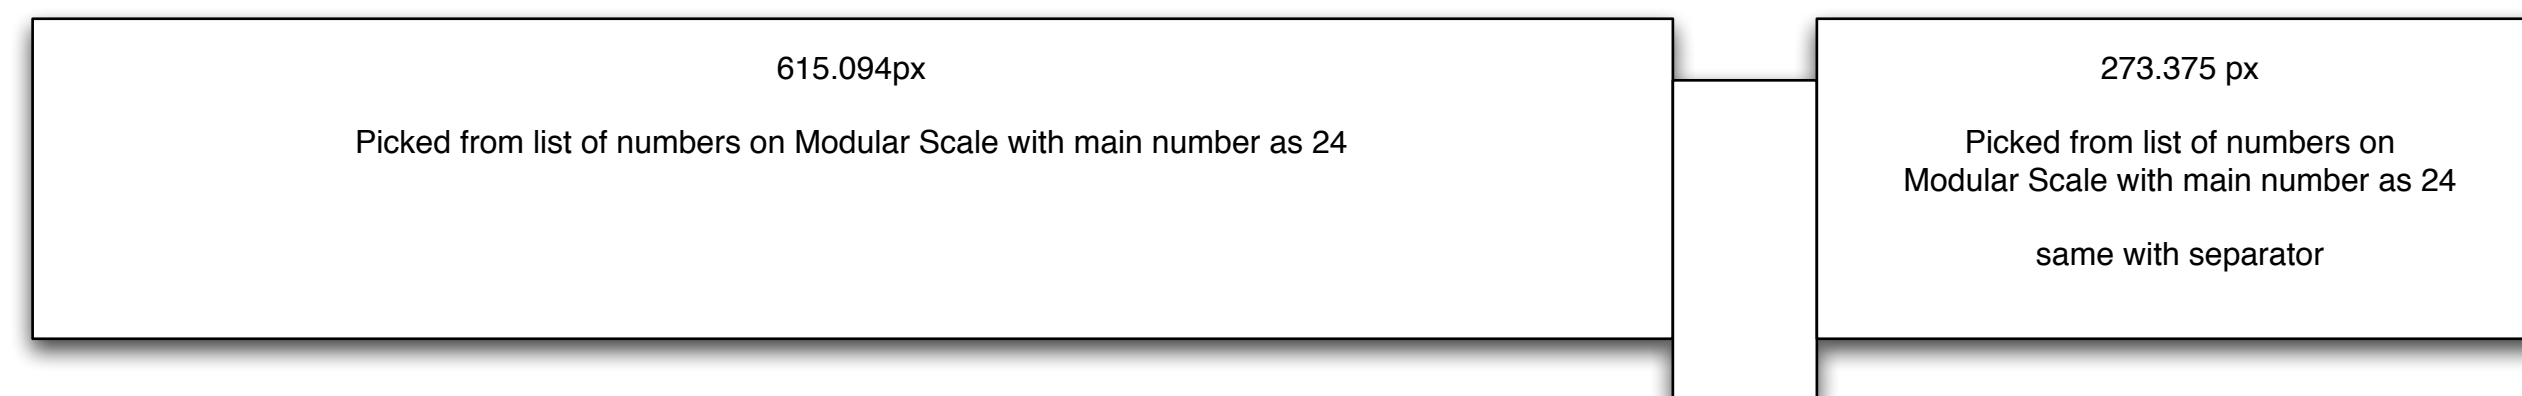 615.094px
Picked from list of numbers on Modular Scale with main number as 24
273.375 px
Picked from list of numbers on
Modular Scale with main number as 24
same with separator